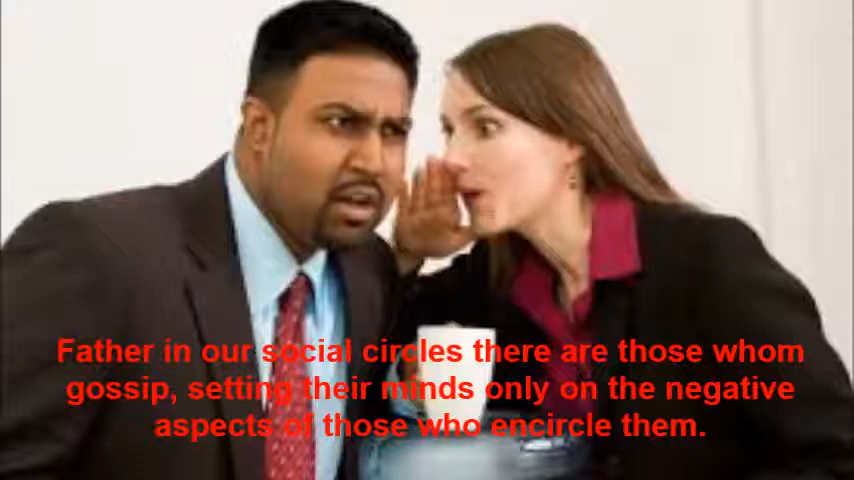 Father in our social circles there are those whom
gossip, setting their minds only on the negative
aspects of those who encircle them.